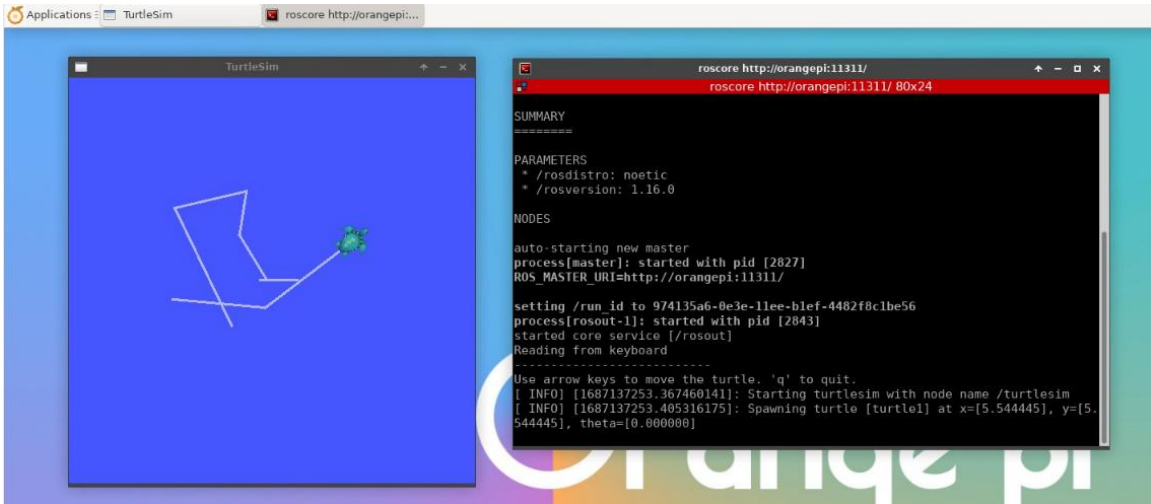 Applications TurtleSim roscore http://orangepi:...
TurtleSim
roscore http://orangepi:11311/
roscore http://orangepi:11311/ 80x24
SUMMARY
========
PARAMETERS
* /rosdistro: noetic
* /rosversion: 1.16.0
NODES
auto-starting new master
process[master]: started with pid [2827]
ROS_MASTER_URI=http://orangepi:11311/
setting /run_id to 974135a6-0e3e-11ee-b1ef-4482f8c1be56
process[rosout-1]: started with pid [2843]
started core service [/rosout]
Reading from keyboard
---------------------------
Use arrow keys to move the turtle. 'q' to quit.
[ INFO] [1687137253.367460141]: Starting turtlesim with node name /turtlesim
[ INFO] [1687137253.405316175]: Spawning turtle [turtle1] at x=[5.544445], y=[5.
544445], theta=[0.000000]
Orange pi